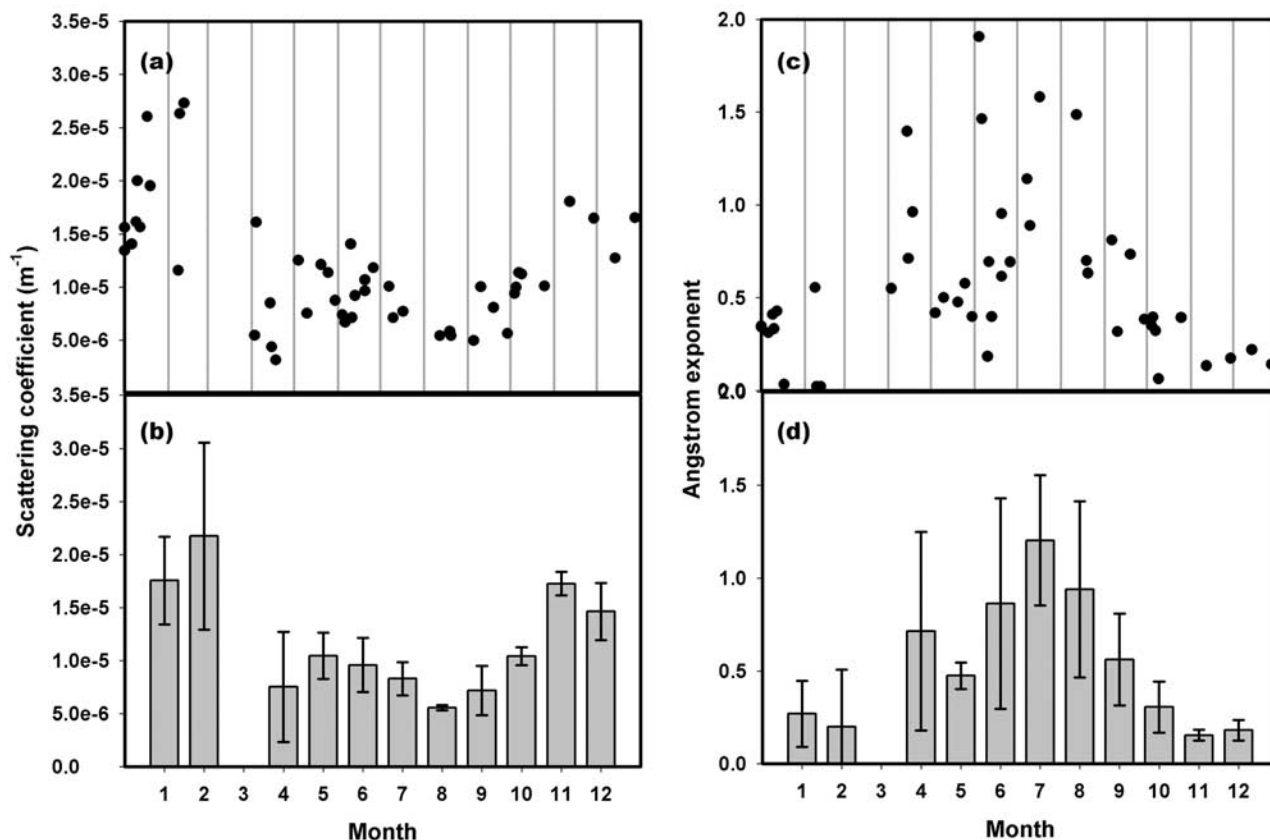 3.5e-5
3.0e-5
2.5e-5
2.0e-5
1.5e-5
1.0e-5
5.0e-6
(a)
3.5e-5
3.0e-5
2.5e-5
2.0e-5
1.5e-5
1.0e-5
5.0e-6
0.0
(b)
Scattering coefficient (m⁻¹)
1 2 3 4 5 6 7 8 9 10 11 12
Month
2.0
1.5
1.0
0.5
0.0
(c)
2.0
1.5
1.0
0.5
0.0
(d)
Angstrom exponent
1 2 3 4 5 6 7 8 9 10 11 12
Month